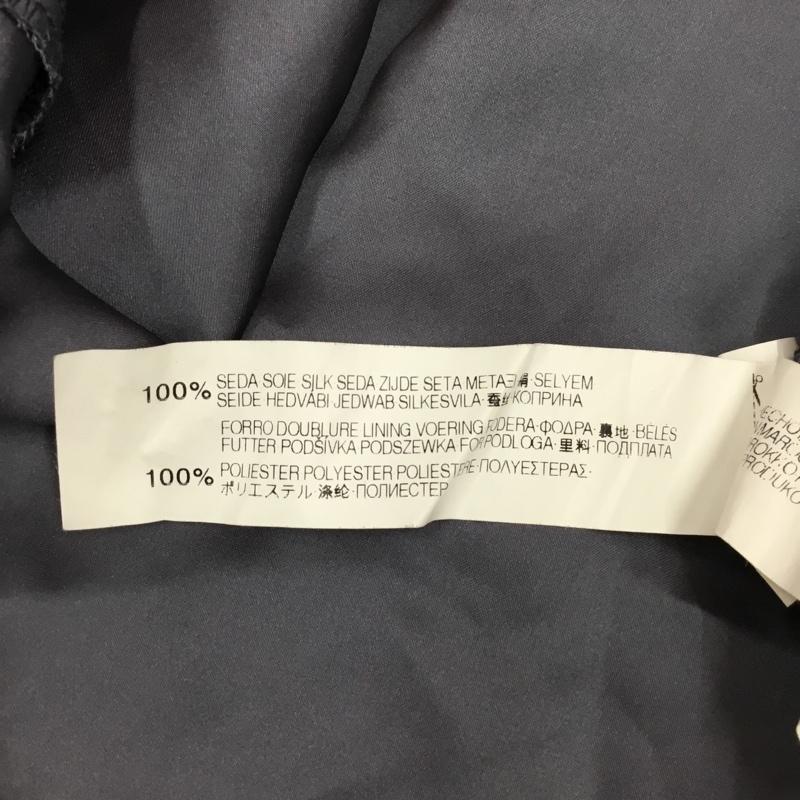 100% SEDA SOIE SILK SEDA ZIJDE SETA ΜΕΤΑΞΙ 絹·SELYEM
SEIDE HEDVÁBÍ JEDWAB SILKESVILA·蚕丝 КОПРИНА
FORRO DOUBLURE LINING VOERING FODERA·ΦΟΔΡΑ·裏地·BÉLÉS
FUTTER PODŠÍVKA PODSZEWKA FOR PODLOGA·里料·ПОДПЛАТА
100% POLIESTER POLYESTER POLIESTERE·ΠΟΛΥΕΣΤΕΡΑΣ·
ポリエステル·涤纶·ПОЛИЕСТЕР